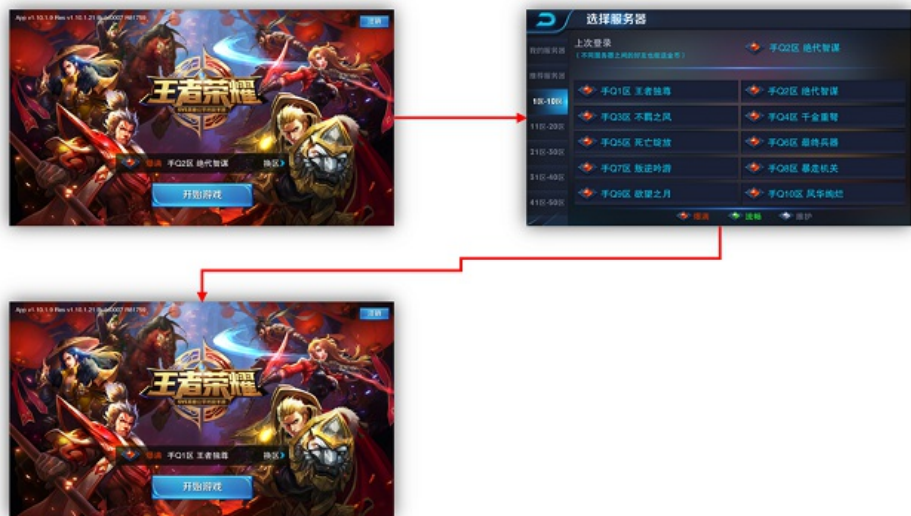 注销
王者荣耀
爆满 手Q2区 绝代智谋 换区
开始游戏
选择服务器
我的服务器
推荐服务器
1区-10区
11区-20区
21区-30区
31区-40区
41区-50区
上次登录
手Q2区 绝代智谋
手Q1区 王者独尊
手Q2区 绝代智谋
手Q3区 不羁之风
手Q4区 千金重弩
手Q5区 死亡绽放
手Q6区 最终兵器
手Q7区 叛逆吟游
手Q8区 暴走机关
手Q9区 欲望之月
手Q10区 风华绚烂
爆满 流畅 维护
注销
王者荣耀
爆满 手Q1区 王者独尊 换区
开始游戏